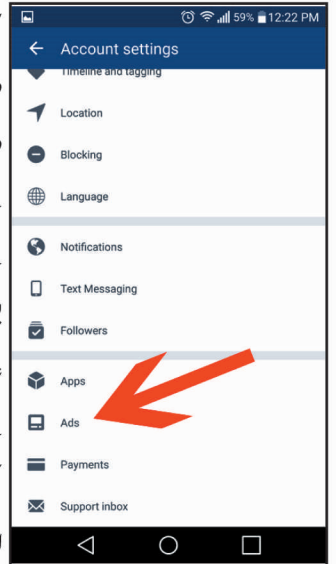 59% 12:22 PM
Account settings
Timeline and tagging
Location
Blocking
Language
Notifications
Text Messaging
Followers
Apps
Ads
Payments
Support inbox